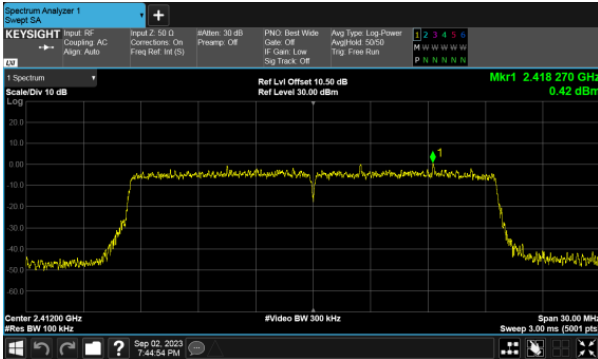 Spectrum Analyzer 1
Swept SA
+
KEYSIGHT Input: RF Input Z: 50 Ω #Atten: 30 dB PNO: Best Wide Avg Type: Log-Power 1 2 3 4 5 6
Coupling: AC Corrections: On Preamp: Off Gate: Off Avg|Hold: 50/50 M W W W W W
Align: Auto Freq Ref: Int (S) IF Gain: Low Trig: Free Run
Sig Track: Off P N N N N N
LXI
1 Spectrum Ref Lvl Offset 10.50 dB Mkr1 2.418 270 GHz
Scale/Div 10 dB Ref Level 30.00 dBm 0.42 dBm
Log
20.0
10.0
0.00
1
-10.0
-20.0
-30.0
-40.0
-50.0
-60.0
Center 2.41200 GHz #Video BW 300 kHz Span 30.00 MHz
#Res BW 100 kHz Sweep 3.00 ms (5001 pts)
? Sep 02, 2023
7:44:54 PM